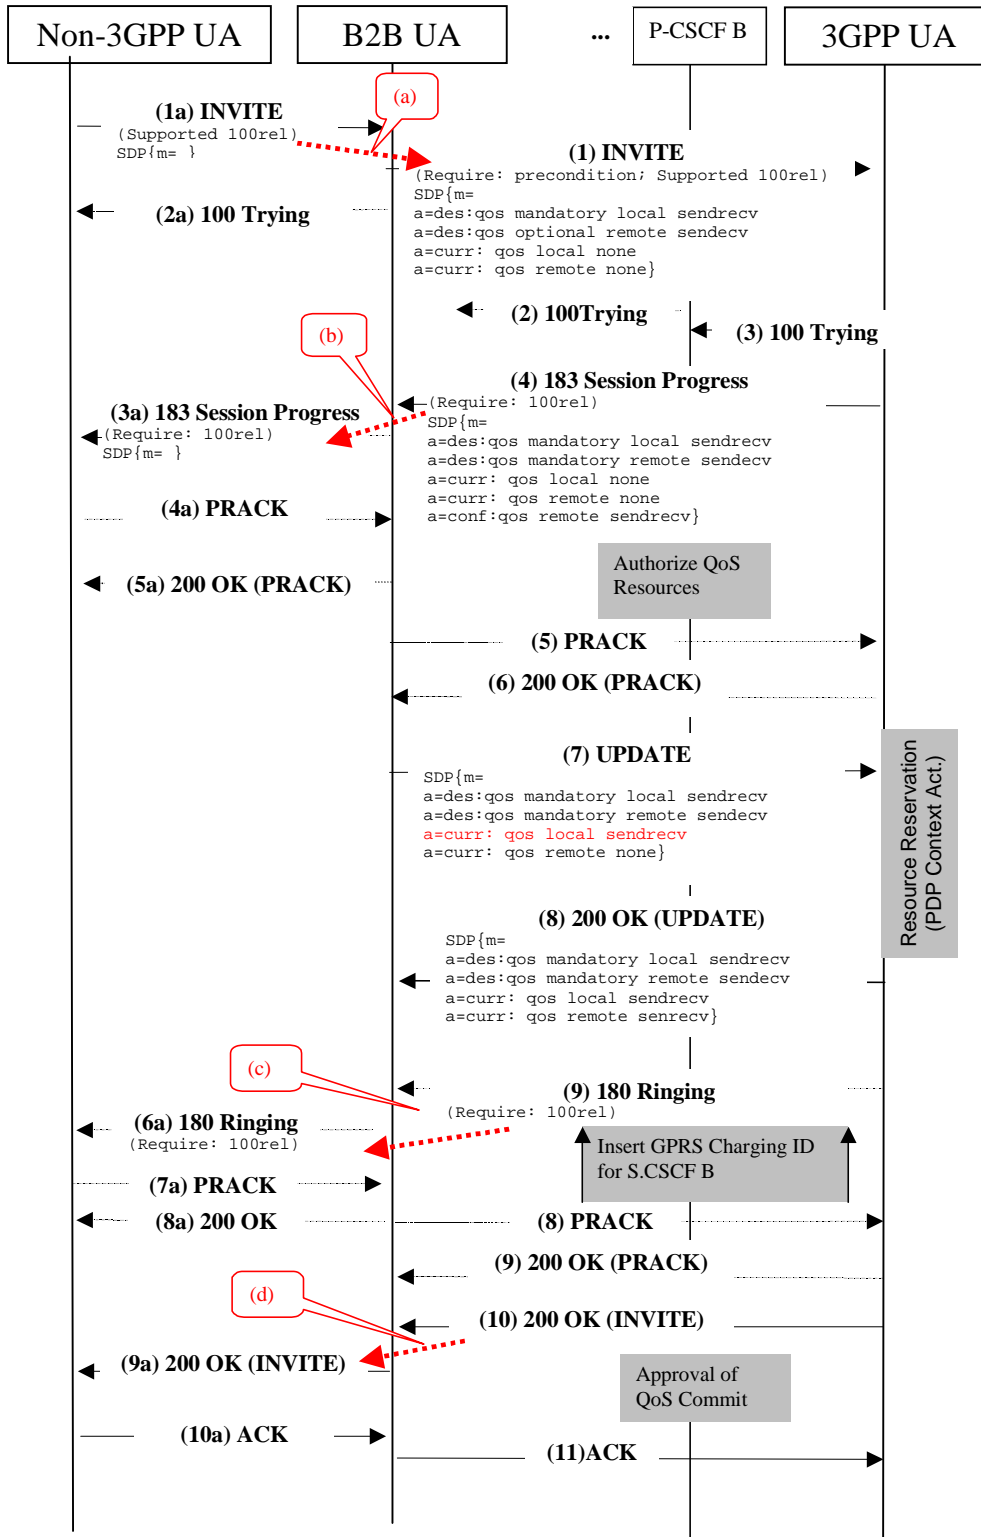 Non-3GPP UA
B2B UA
...
P-CSCF B
3GPP UA
(a)
(1a) INVITE
(Supported 100rel)
SDP{m= }
(1) INVITE
(Require: precondition; Supported 100rel)
SDP{m=
a=des:qos mandatory local sendrecv
a=des:qos optional remote sendecv
a=curr: qos local none
a=curr: qos remote none}
(2a) 100 Trying
(2) 100Trying
(3) 100 Trying
(b)
(4) 183 Session Progress
(Require: 100rel)
SDP{m=
a=des:qos mandatory local sendrecv
a=des:qos mandatory remote sendecv
a=curr: qos local none
a=curr: qos remote none
a=conf:qos remote sendrecv}
(3a) 183 Session Progress
(Require: 100rel)
SDP{m= }
(4a) PRACK
Authorize QoS
Resources
(5a) 200 OK (PRACK)
(5) PRACK
(6) 200 OK (PRACK)
(7) UPDATE
SDP{m=
a=des:qos mandatory local sendrecv
a=des:qos mandatory remote sendecv
a=curr: qos local sendrecv
a=curr: qos remote none}
Resource Reservation
(PDP Context Act.)
(8) 200 OK (UPDATE)
SDP{m=
a=des:qos mandatory local sendrecv
a=des:qos mandatory remote sendecv
a=curr: qos local sendrecv
a=curr: qos remote senrecv}
(c)
(9) 180 Ringing
(Require: 100rel)
(6a) 180 Ringing
(Require: 100rel)
Insert GPRS Charging ID
for S.CSCF B
(7a) PRACK
(8a) 200 OK
(8) PRACK
(9) 200 OK (PRACK)
(d)
(10) 200 OK (INVITE)
(9a) 200 OK (INVITE)
Approval of
QoS Commit
(10a) ACK
(11)ACK